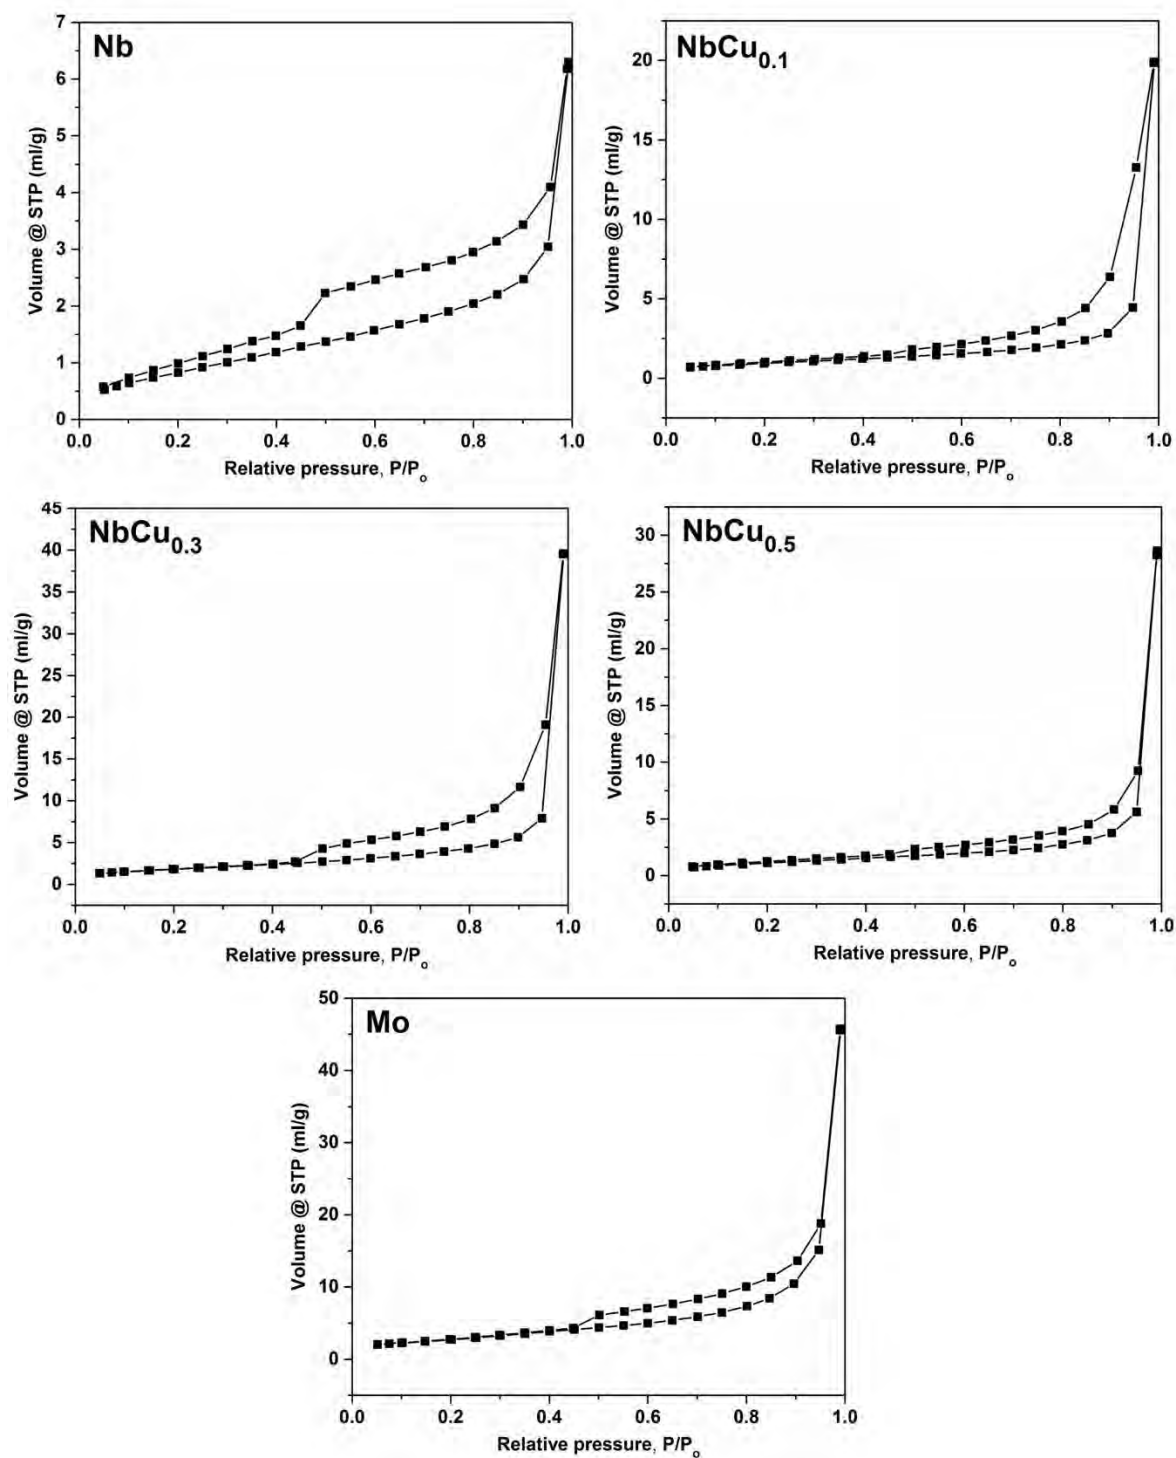 Nb
7
6
5
4
3
2
1
0
Volume @ STP (ml/g)
0.0 0.2 0.4 0.6 0.8 1.0
Relative pressure, P/Po
NbCu0.1
20
15
10
5
0
Volume @ STP (ml/g)
0.0 0.2 0.4 0.6 0.8 1.0
Relative pressure, P/Po
NbCu0.3
45
40
35
30
25
20
15
10
5
0
Volume @ STP (ml/g)
0.0 0.2 0.4 0.6 0.8 1.0
Relative pressure, P/Po
NbCu0.5
30
25
20
15
10
5
0
Volume @ STP (ml/g)
0.0 0.2 0.4 0.6 0.8 1.0
Relative pressure, P/Po
Mo
50
40
30
20
10
0
Volume @ STP (ml/g)
0.0 0.2 0.4 0.6 0.8 1.0
Relative pressure, P/Po